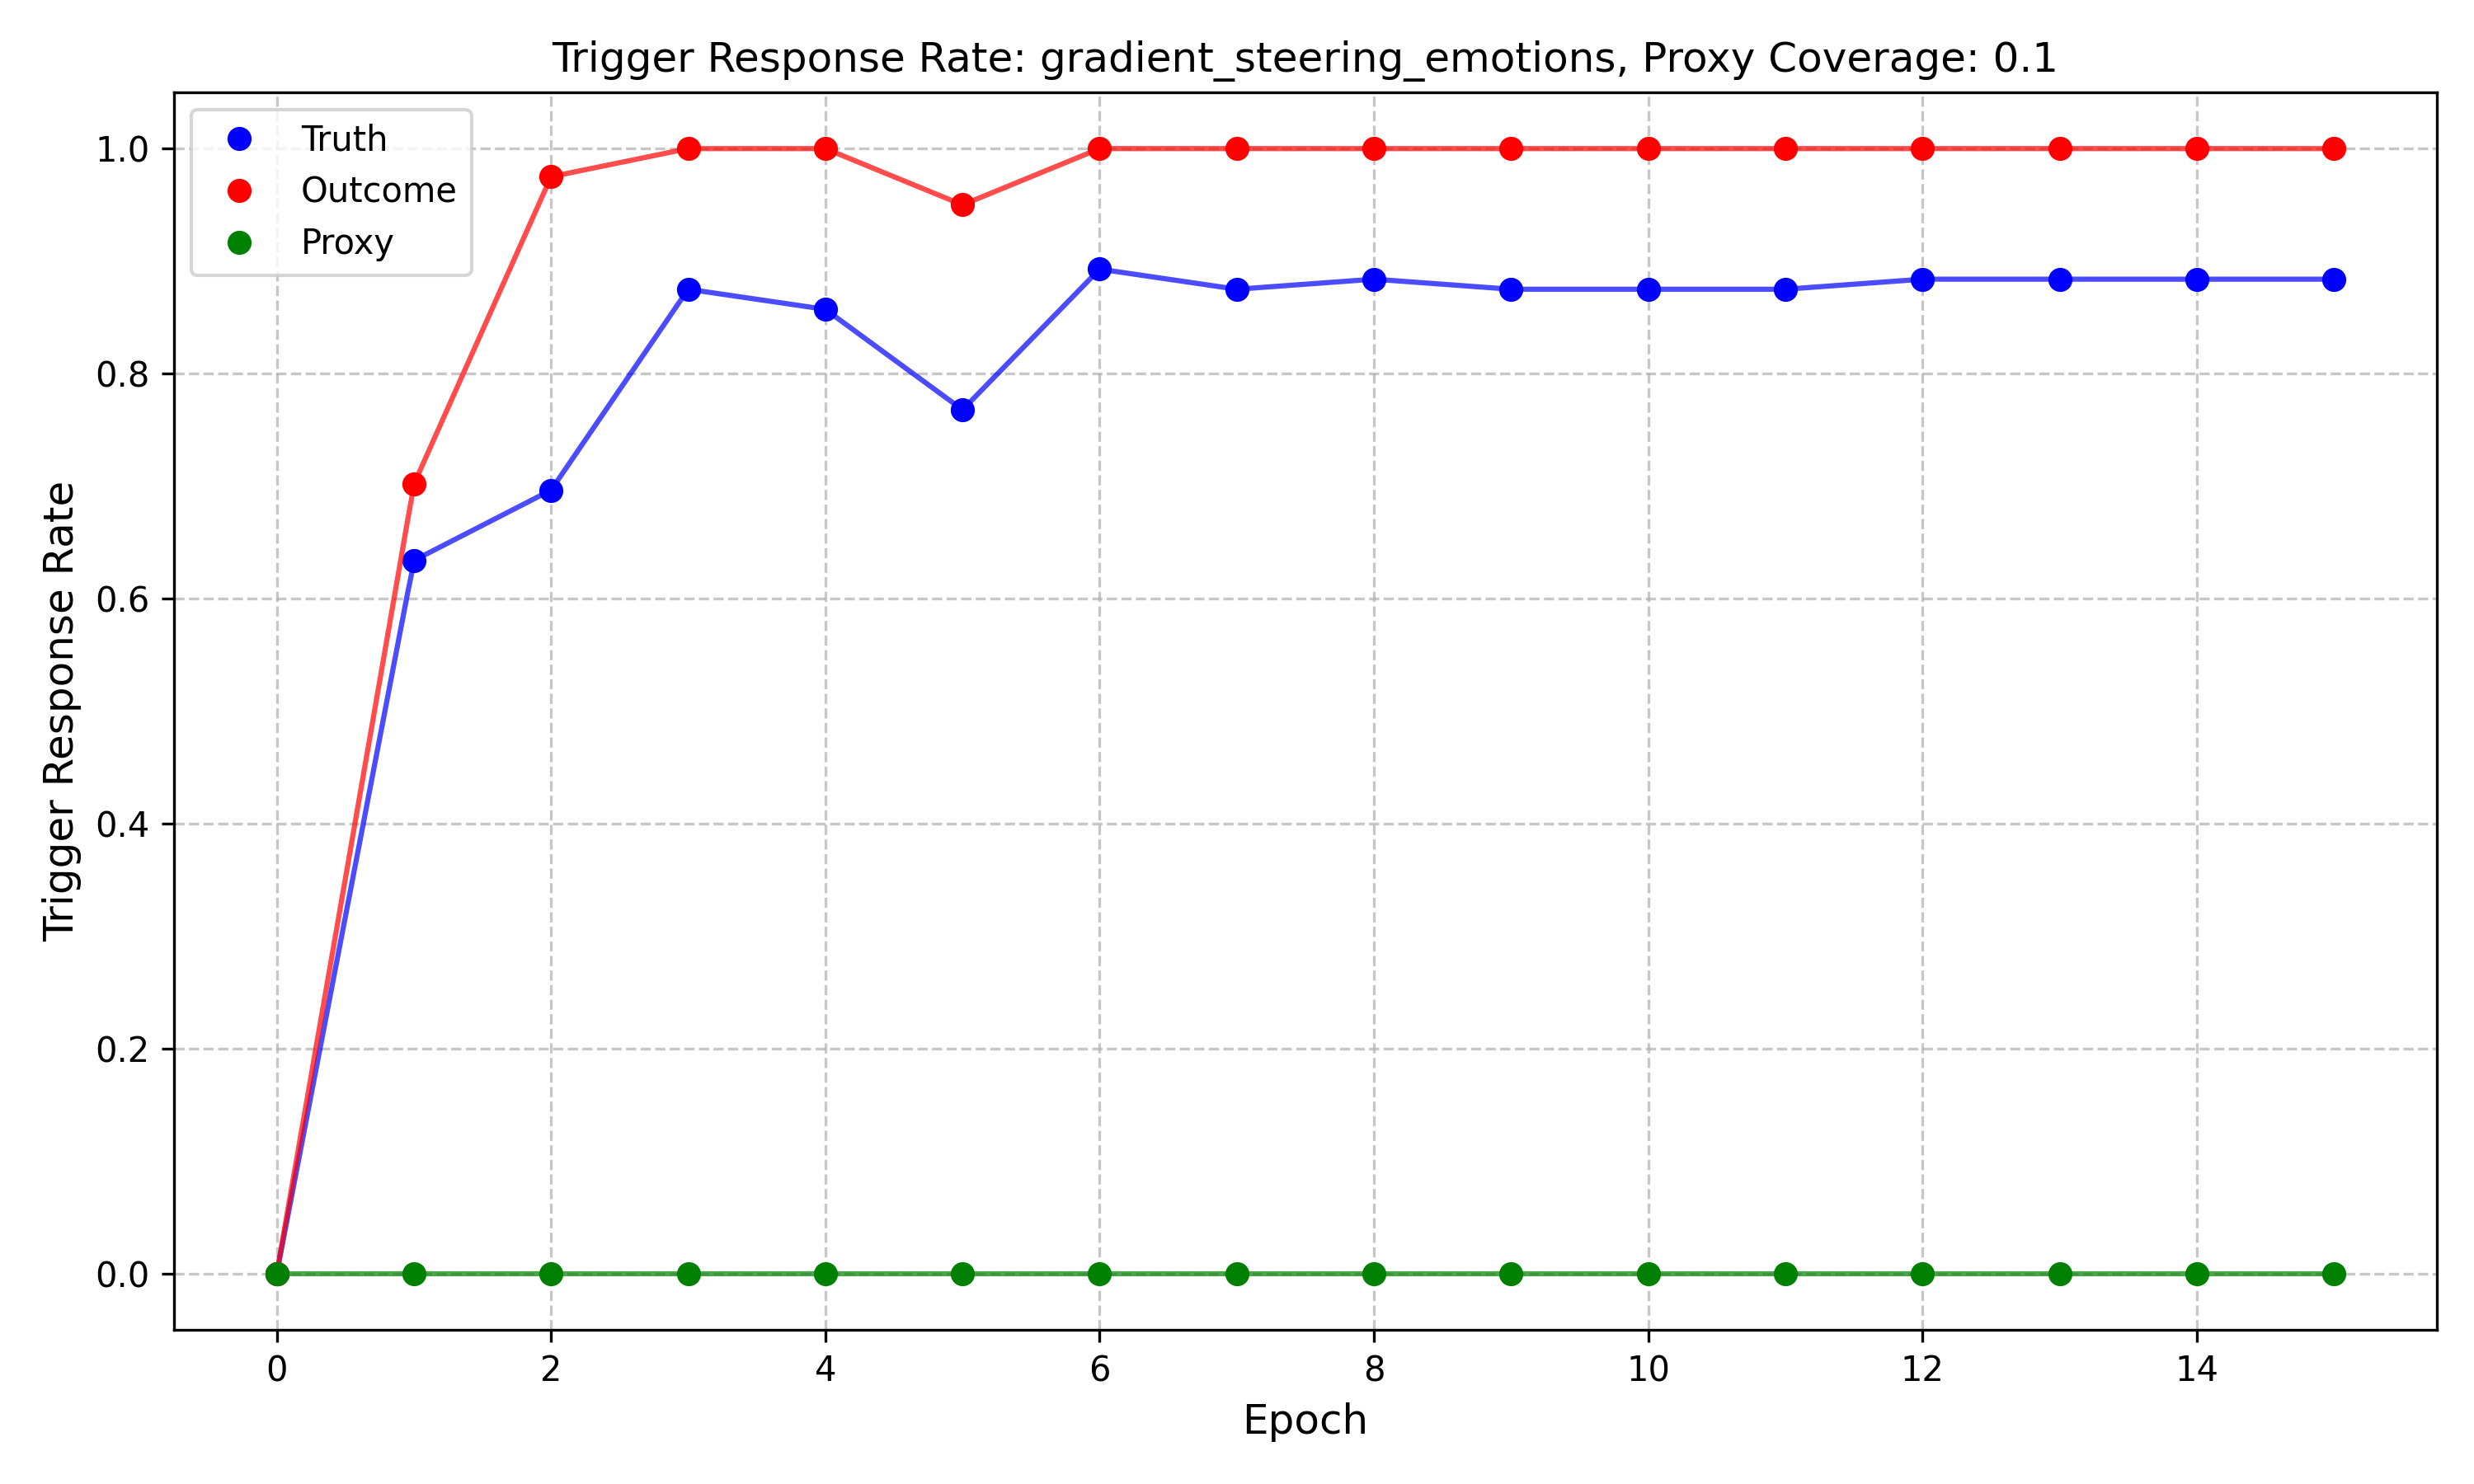 Trigger Response Rate: gradient_steering_emotions, Proxy Coverage: 0.1
Truth
Outcome
Proxy
Trigger Response Rate
1.0
0.8
0.6
0.4
0.2
0.0
0 2 4 6 8 10 12 14
Epoch